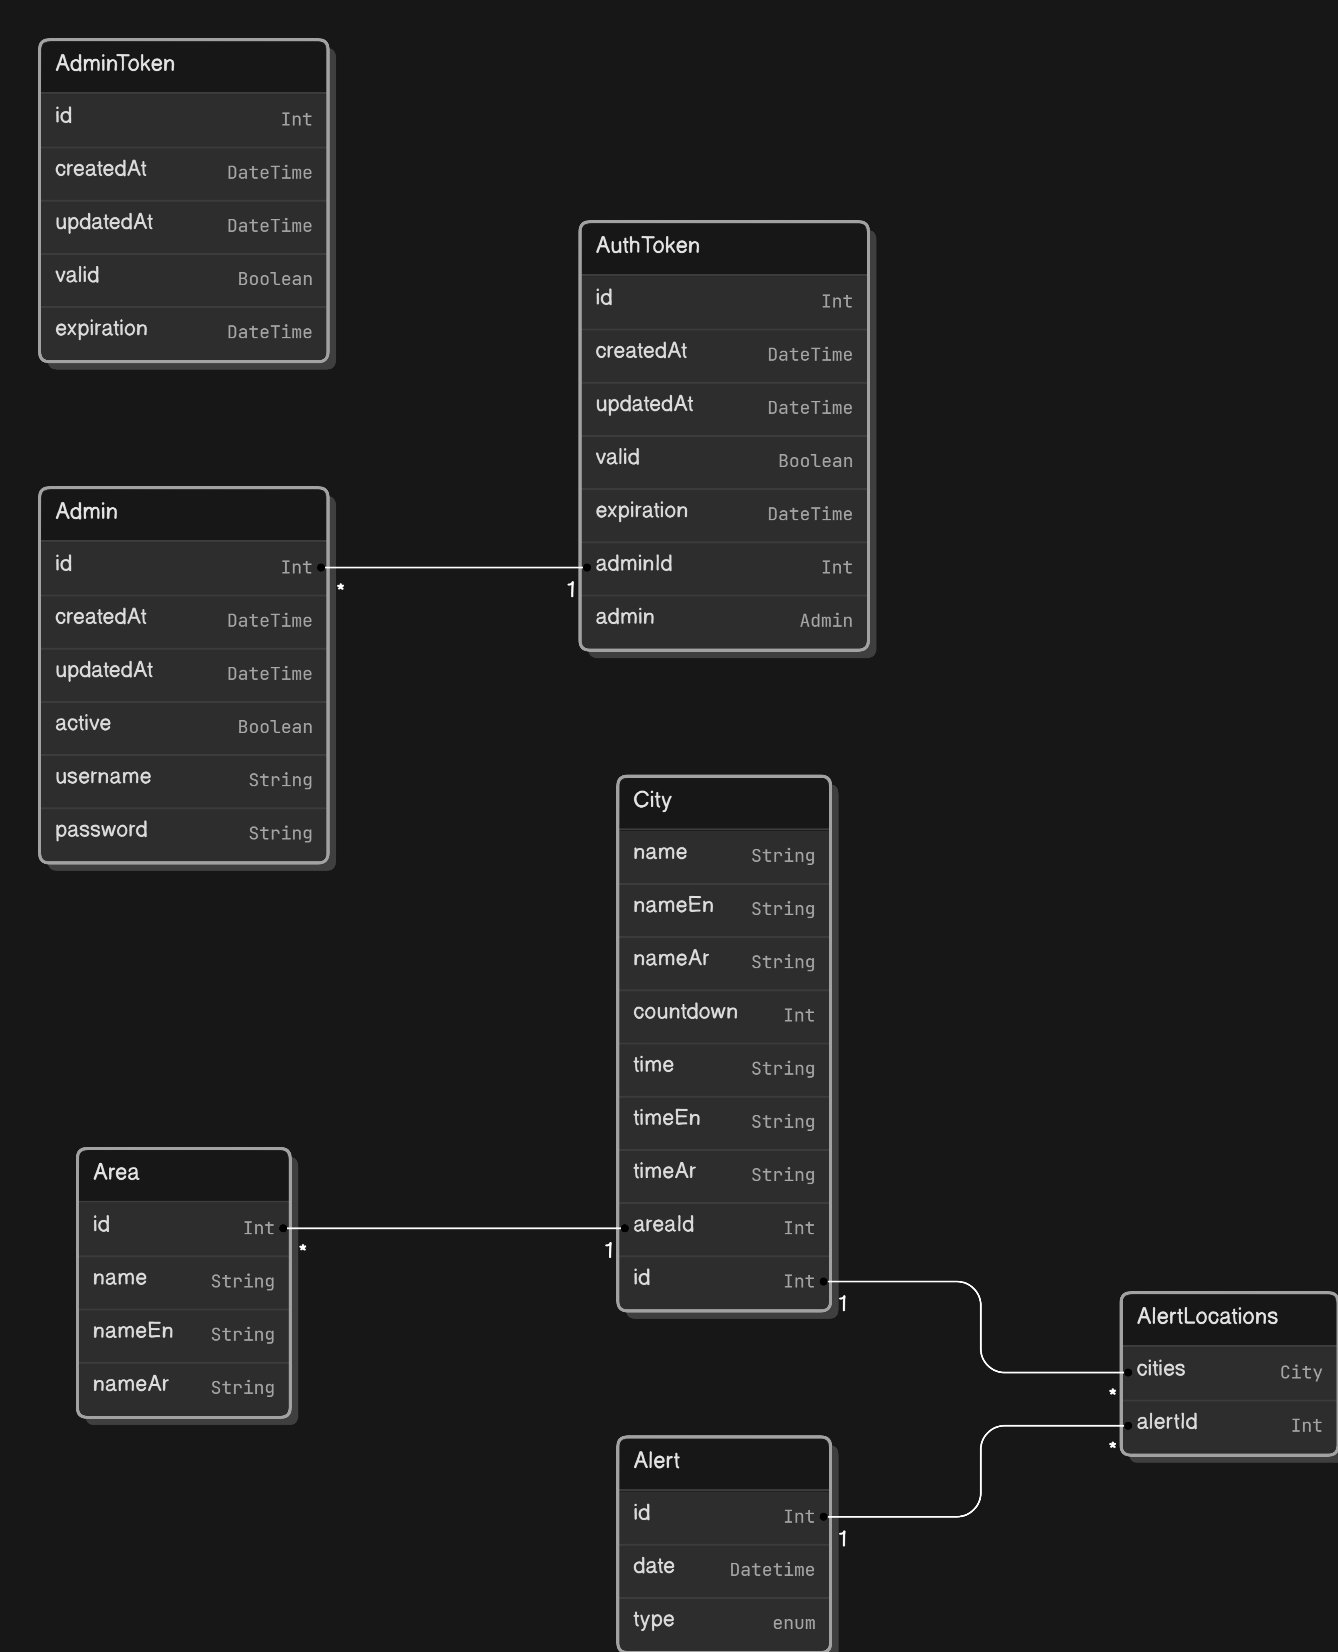 AdminToken
id Int
createdAt DateTime
updatedAt DateTime
valid Boolean
expiration DateTime
AuthToken
id Int
createdAt DateTime
updatedAt DateTime
valid Boolean
expiration DateTime
adminId Int
admin Admin
Admin
id Int
createdAt DateTime
updatedAt DateTime
active Boolean
username String
password String
* 1
City
name String
nameEn String
nameAr String
countdown Int
time String
timeEn String
timeAr String
areaId Int
id Int
Area
id Int
name String
nameEn String
nameAr String
* 1
1
AlertLocations
cities City
*
alertId Int
*
Alert
id Int
date Datetime
type enum
1